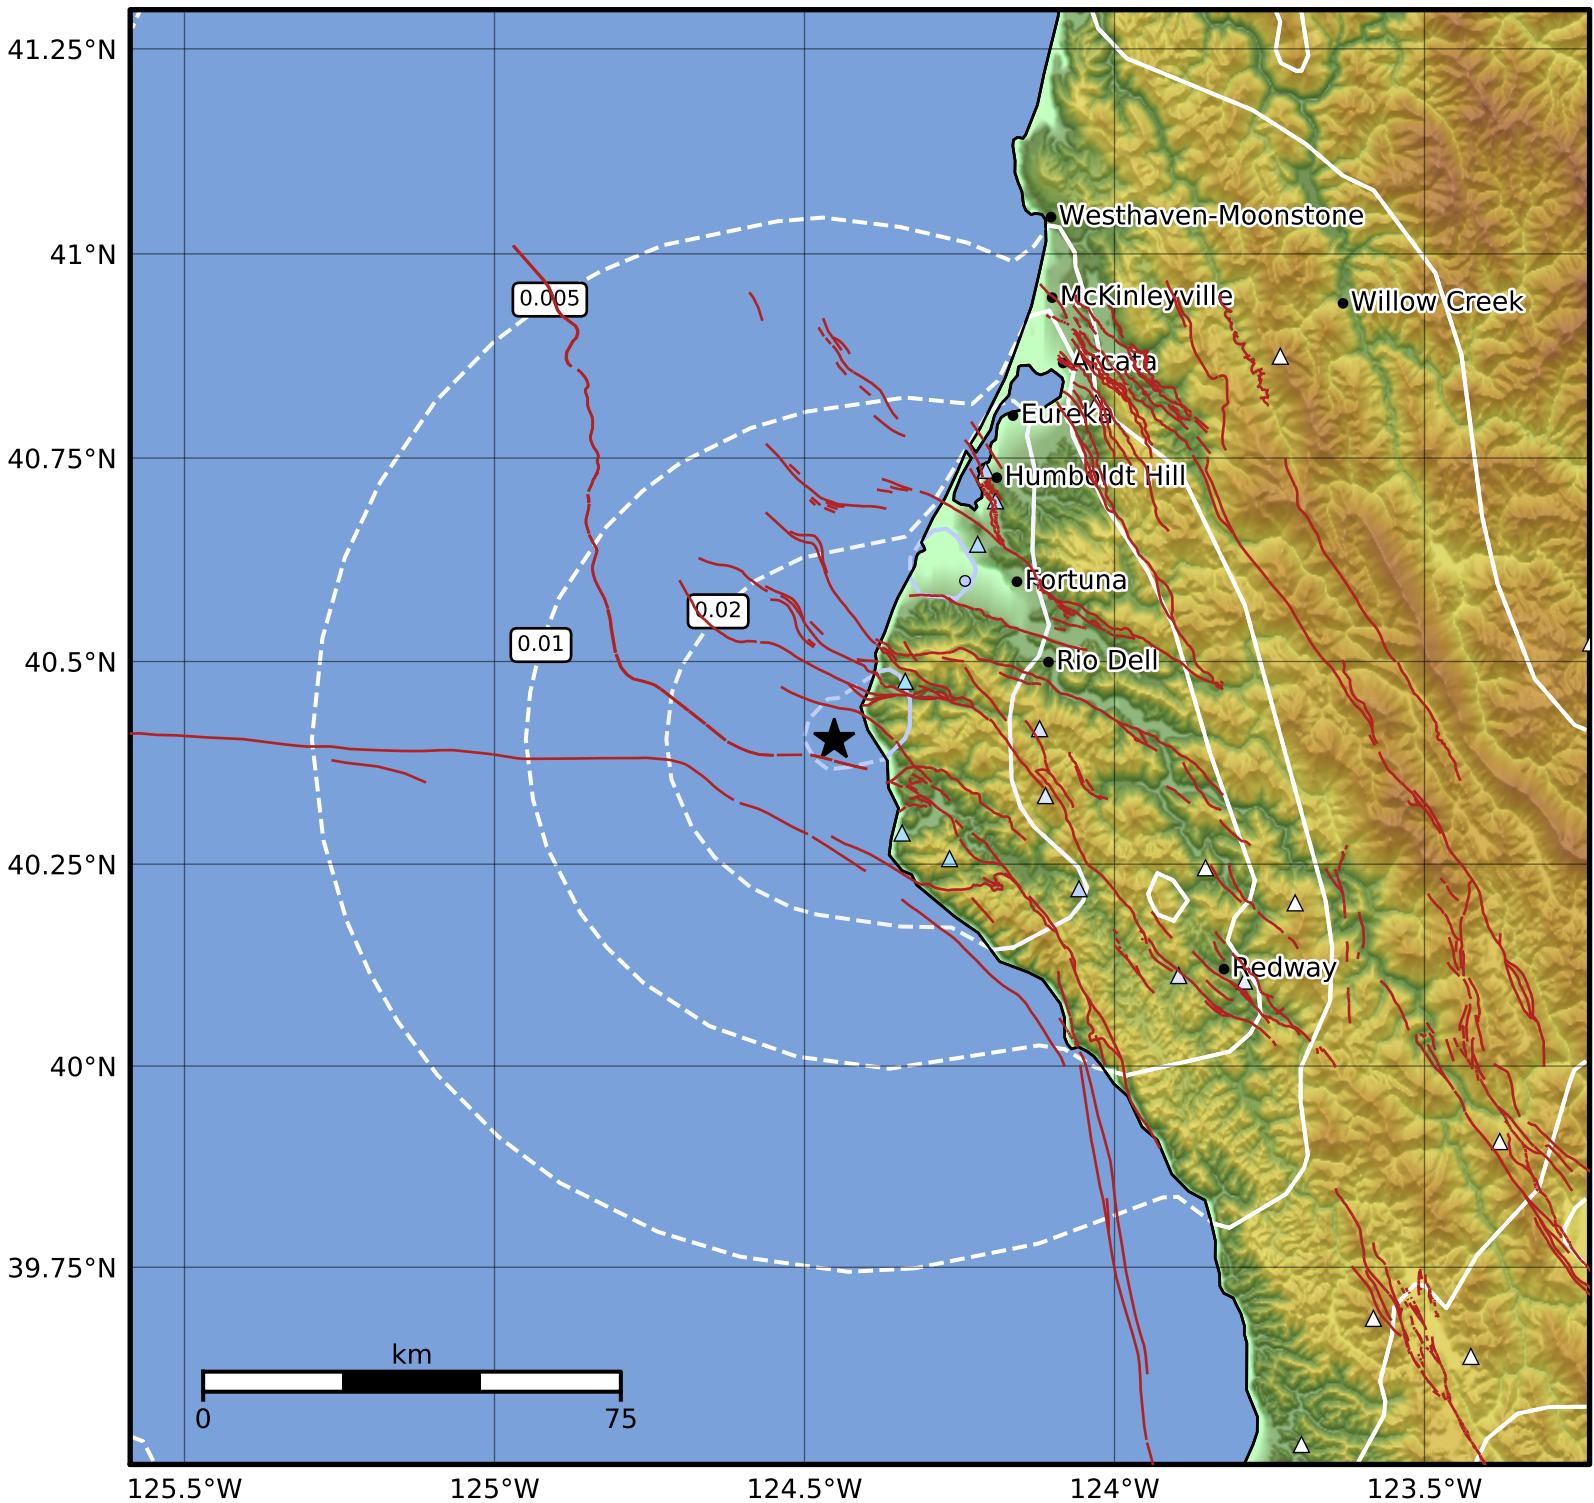 41.25°N
Westhaven-Moonstone
41°N
0.005
McKinleyville
Willow Creek
Arcata
Eureka
40.75°N
Humboldt Hill
Fortuna
0.02
0.01
40.5°N
Rio Dell
40.25°N
Redway
40°N
39.75°N
km
0
75
125.5°W
125°W
124.5°W
124°W
123.5°W